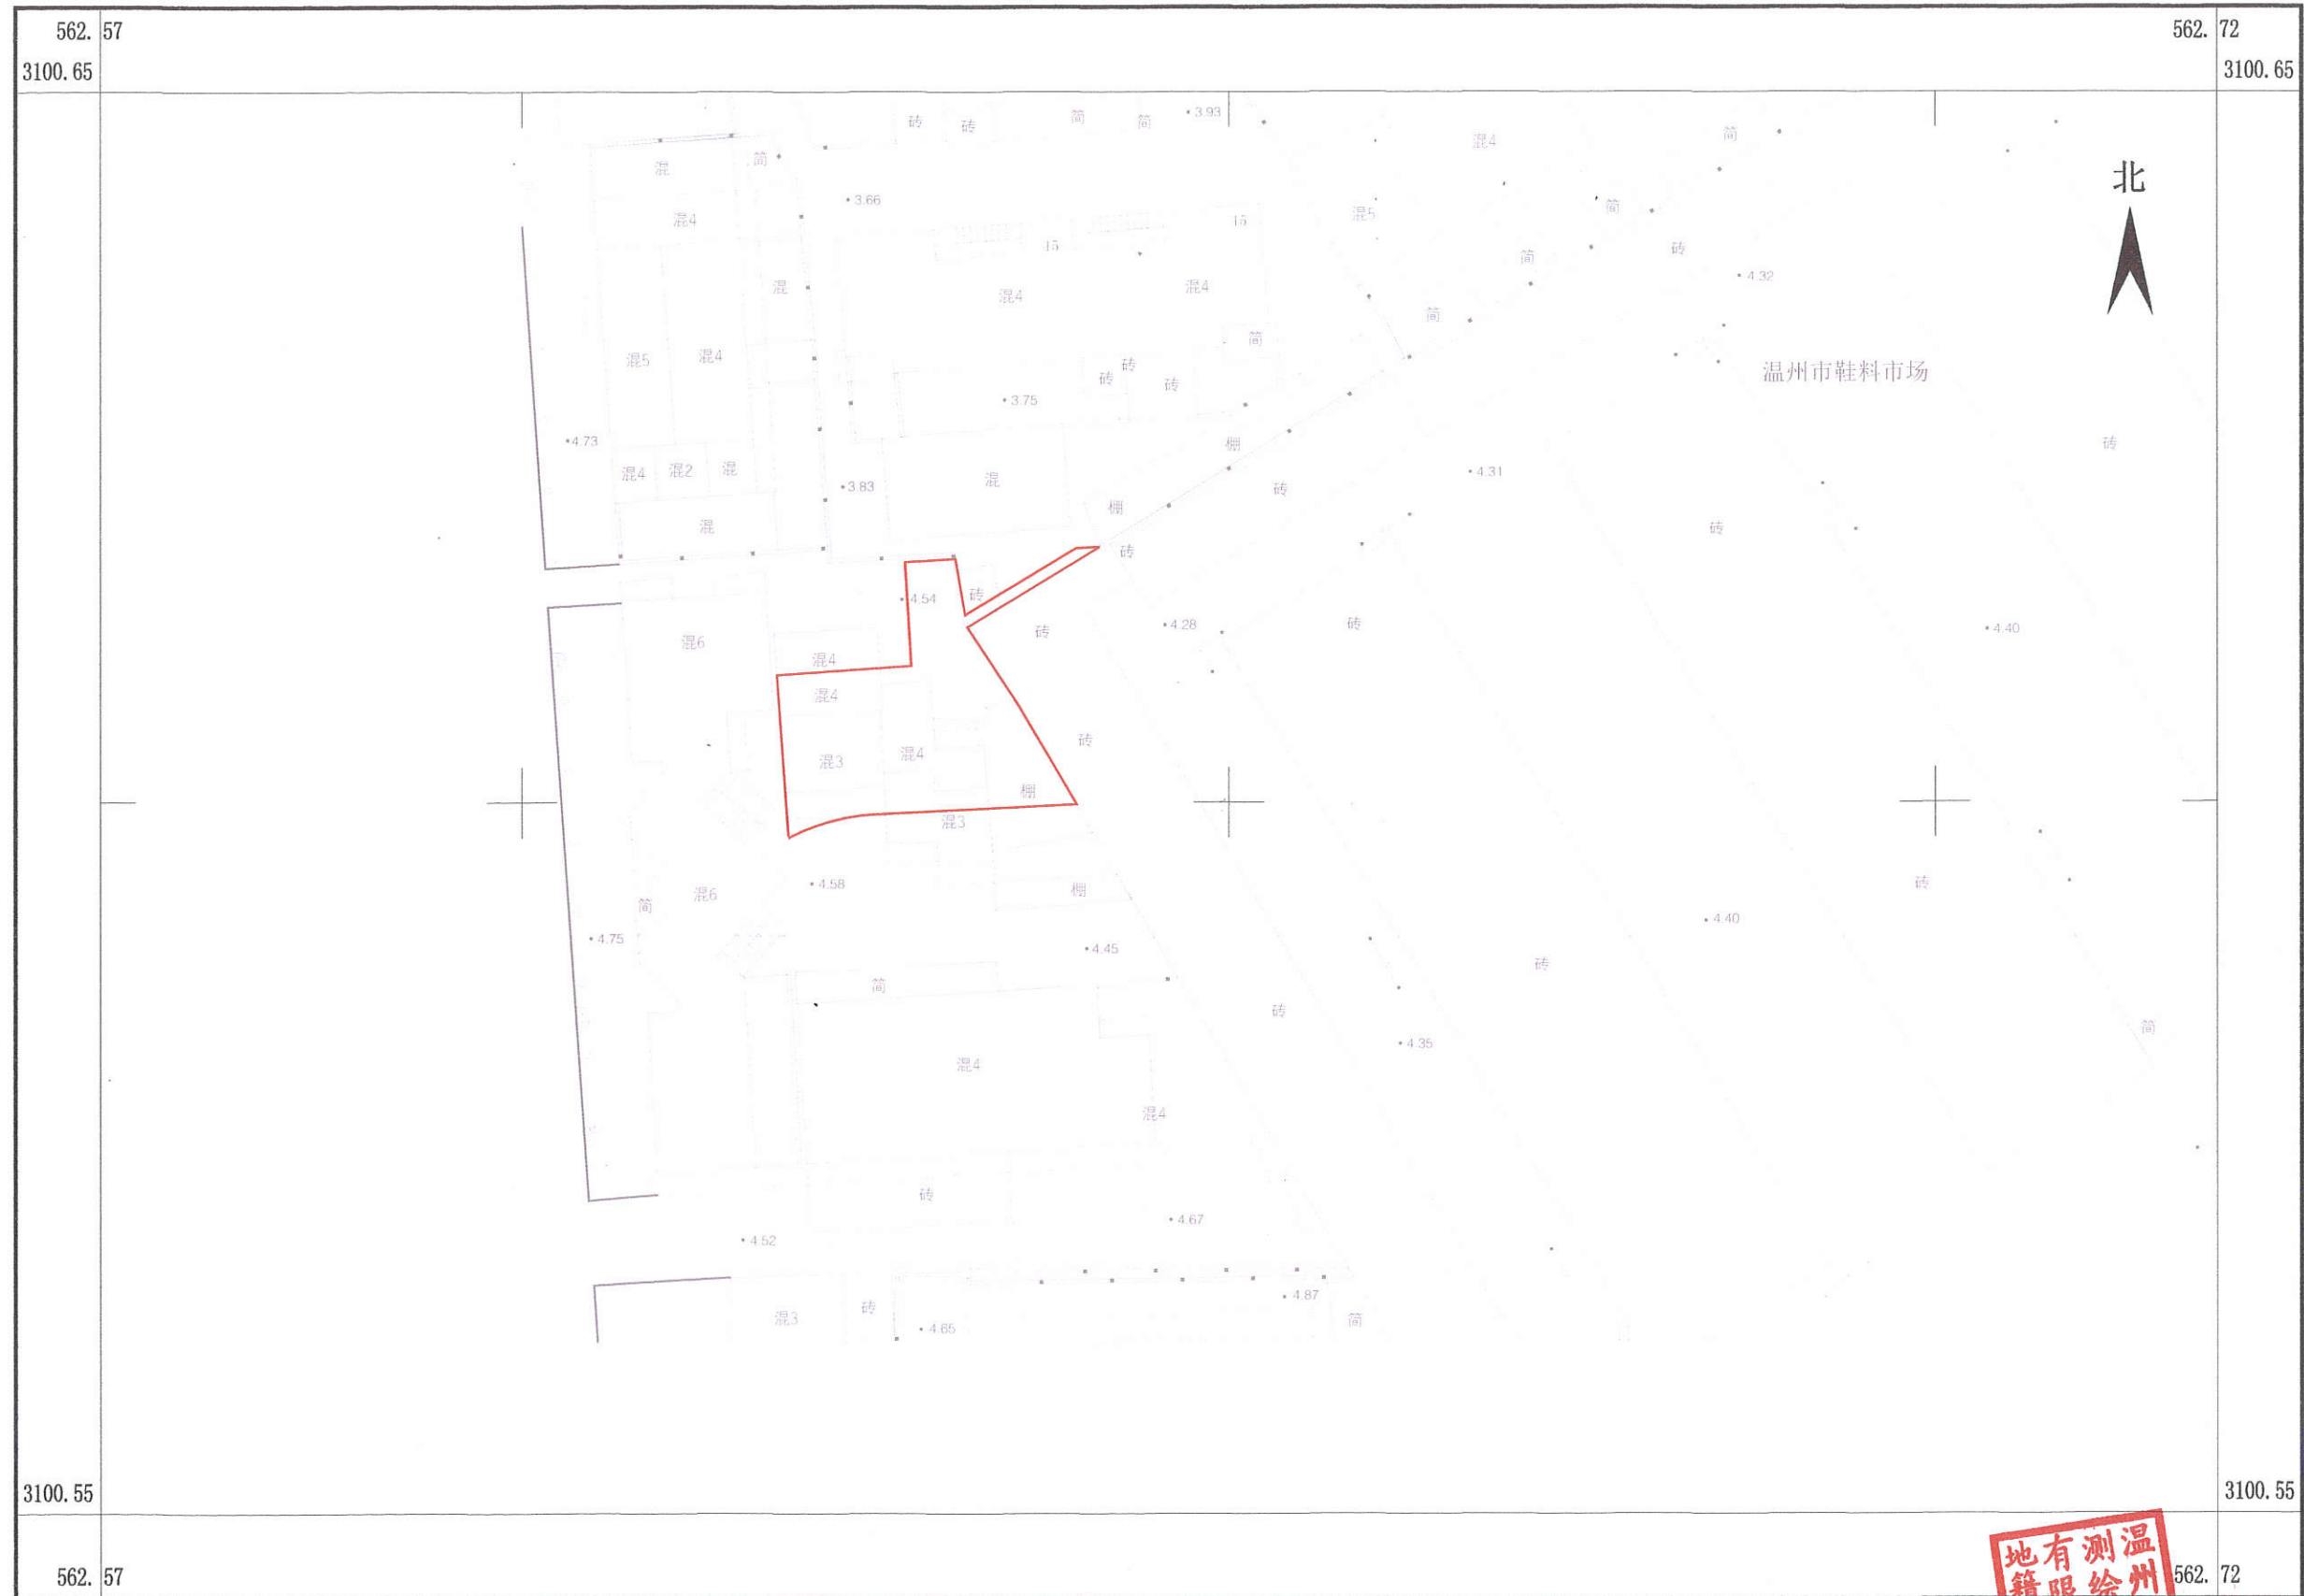 562. 57
562. 72
3100. 65
3100. 65
砖
砖
简
简
3.93
混4
简
混
简
北
3.66
混4
15
15
混5
简
砖
简
4.32
混
混4
混4
简
简
混5
混4
砖
砖
砖
温州市鞋料市场
3.75
4.73
棚
砖
混4
混2
混
3.83
混
4.31
砖
棚
混
砖
砖
4.54
砖
混6
砖
4.28
砖
4.40
混4
混4
混3
混4
砖
棚
混3
4.58
混6
简
棚
砖
4.40
4.75
4.45
简
砖
砖
简
4.35
混4
混4
砖
4.67
4.52
混3
砖
4.65
4.87
简
3100. 55
3100. 55
地有测温
籍限绘州
562. 57
562. 72